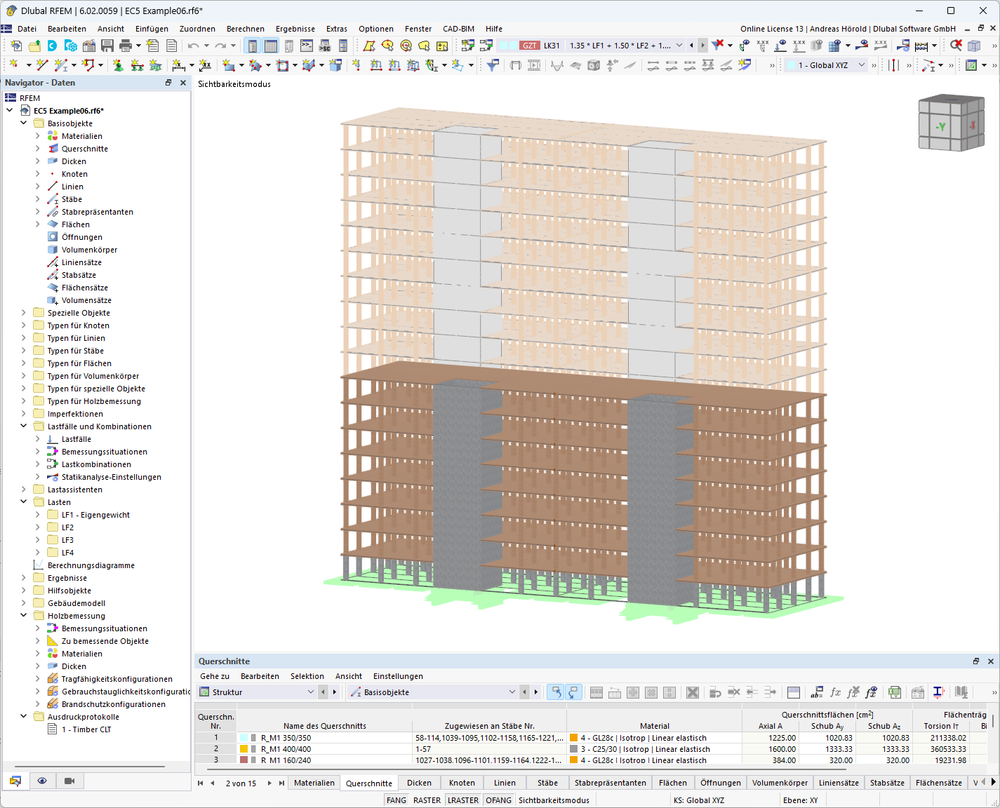 Dlubal RFEM | 6.02.0059 | EC5 Example06.rf6*
Datei Bearbeiten Ansicht Einfügen Zuordnen Berechnen Ergebnisse Extras Optionen Fenster CAD-BIM Hilfe Online License 13 | Andreas Hörold | Dlubal Software GmbH
GZT LK31 1.35 * LF1 + 1.50 * LF2 + 1....
1 - Global XYZ
Navigator - Daten
Sichtbarkeitsmodus
RFEM
EC5 Example06.rf6*
Basisobjekte
Materialien
Querschnitte
Dicken
Knoten
Linien
Stäbe
Stabrepräsentanten
Flächen
Öffnungen
Volumenkörper
Liniensätze
Stabsätze
Flächensätze
Volumensätze
Spezielle Objekte
Typen für Knoten
Typen für Linien
Typen für Stäbe
Typen für Flächen
Typen für Volumenkörper
Typen für spezielle Objekte
Typen für Holzbemessung
Imperfektionen
Lastfälle und Kombinationen
Lastfälle
Bemessungssituationen
Lastkombinationen
Statikanalyse-Einstellungen
Lastassistenten
Lasten
LF1 - Eigengewicht
LF2
LF3
LF4
Berechnungsdiagramme
Ergebnisse
Hilfsobjekte
Gebäudemodell
Holzbemessung
Bemessungssituationen
Zu bemessende Objekte
Materialien
Dicken
Tragfähigkeitskonfigurationen
Gebrauchstauglichkeitskonfiguratic
Brandschutzkonfigurationen
Ausdruckprotokolle
1 - Timber CLT
-Y
-X
Querschnitte
Gehe zu Bearbeiten Selektion Ansicht Einstellungen
Struktur Basisobjekte
Querschn. Querschnittsflächen [cm²] Flächenträg
Nr. Name des Querschnitts Zugewiesen an Stäbe Nr. Material Axial A Schub Ay Schub Az Torsion IT Bi
1 R_M1 350/350 58-114,1039-1095,1102-1158,1165-1221,... 4 - GL28c | Isotrop | Linear elastisch 1225.00 1020.83 1020.83 211338.02
2 R_M1 400/400 1-57 3 - C25/30 | Isotrop | Linear elastisch 1600.00 1333.33 1333.33 360533.33
3 R_M1 160/240 1027-1038,1096-1101,1159-1164,1222-1... 4 - GL28c | Isotrop | Linear elastisch 384.00 320.00 320.00 19231.98
2 von 15 Materialien Querschnitte Dicken Knoten Linien Stäbe Stabrepräsentanten Flächen Öffnungen Volumenkörper Liniensätze Stabsätze Flächensätze V
FANG RASTER LRASTER OFANG Sichtbarkeitsmodus KS: Global XYZ Ebene: XY